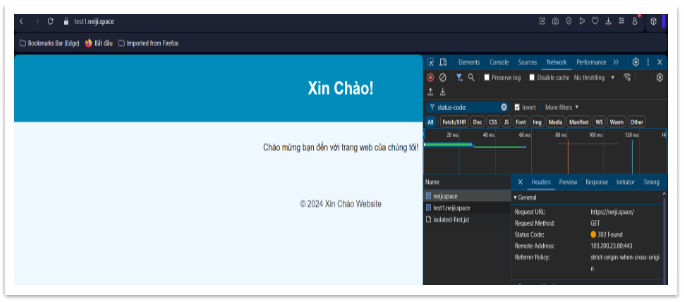 test1.neiji.space
Bookmarks Bar (Edge) Bắt đầu Imported from Firefox
Xin Chào!
Chào mừng bạn đến với trang web của chúng tôi!
© 2024 Xin Chào Website
Elements Console Sources Network Performance
Preserve log Disable cache No throttling
status-code: Invert More filters
All Fetch/XHR Doc CSS JS Font Img Media Manifest WS Wasm Other
20 ms 40 ms 60 ms 80 ms 100 ms 120 ms 14
Name
neiji.space
test1.neiji.space
isolated-first.jst
Headers Preview Response Initiator Timing
General
Request URL: https://neiji.space/
Request Method: GET
Status Code: 302 Found
Remote Address: 103.200.23.80:443
Referrer Policy: strict-origin-when-cross-origi
n